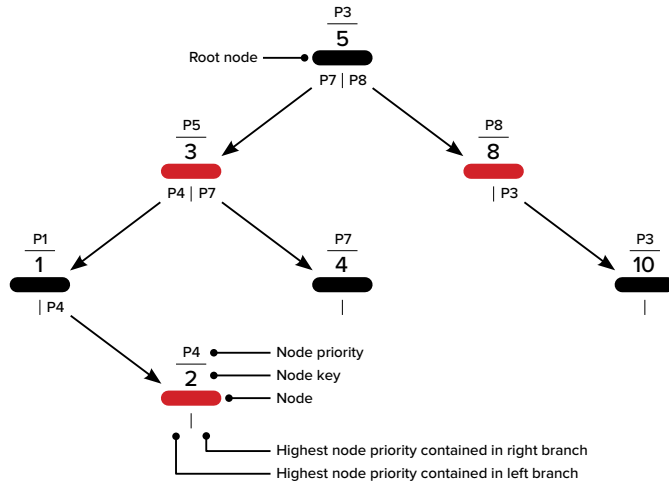 P3
5
Root node
P7 | P8
P5
3
P8
8
P4 | P7
| P3
P1
1
P7
4
P3
10
| P4
|
|
P4
Node priority
2
Node key
Node
|
Highest node priority contained in right branch
Highest node priority contained in left branch